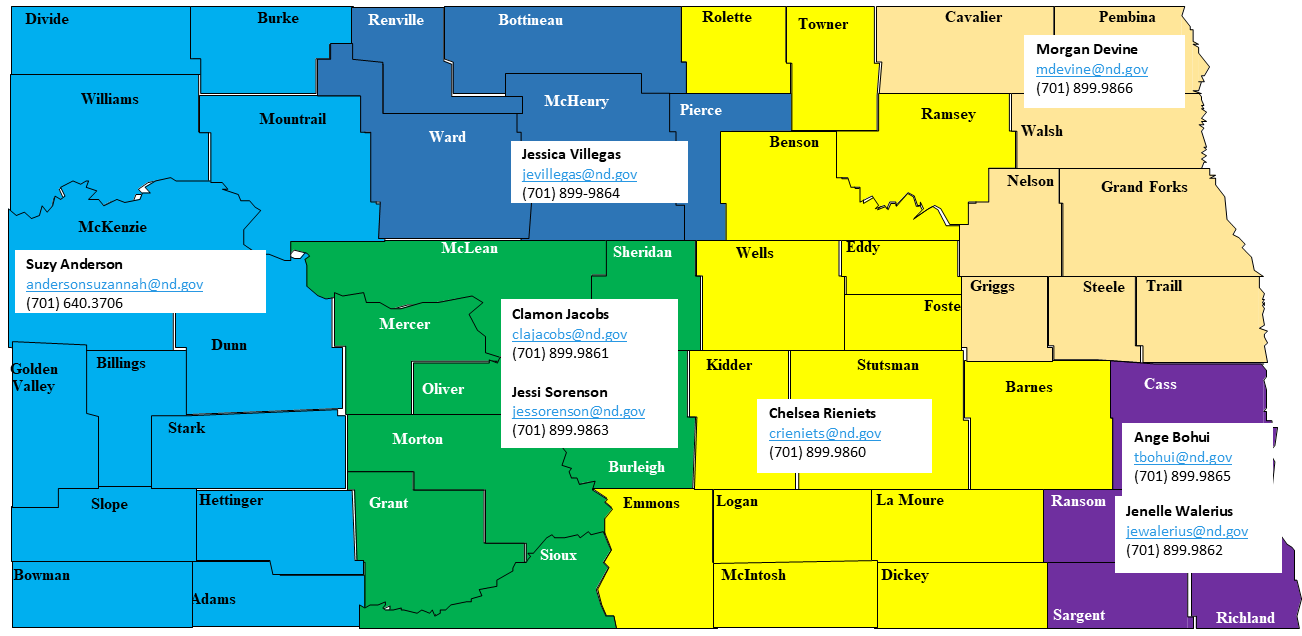 Divide
Burke
Renville
Bottineau
Rolette
Towner
Cavalier
Pembina
Morgan Devine
mdevine@nd.gov
(701) 899.9866
Williams
Mountrail
Ward
McHenry
Pierce
Benson
Ramsey
Walsh
Jessica Villegas
jevillegas@nd.gov
(701) 899-9864
Nelson
Grand Forks
McKenzie
Suzy Anderson
andersonsuzannah@nd.gov
(701) 640.3706
McLean
Sheridan
Wells
Eddy
Foste
Griggs
Steele
Traill
Mercer
Clamon Jacobs
clajacobs@nd.gov
(701) 899.9861
Jessi Sorenson
jessorenson@nd.gov
(701) 899.9863
Dunn
Golden
Valley
Billings
Oliver
Kidder
Stutsman
Barnes
Cass
Stark
Morton
Burleigh
Chelsea Rieniets
crieniets@nd.gov
(701) 899.9860
Ange Bohui
tbohui@nd.gov
(701) 899.9865
Slope
Hettinger
Grant
Emmons
Logan
La Moure
Ransom
Jenelle Walerius
jewalerius@nd.gov
(701) 899.9862
Sioux
Bowman
Adams
McIntosh
Dickey
Sargent
Richland